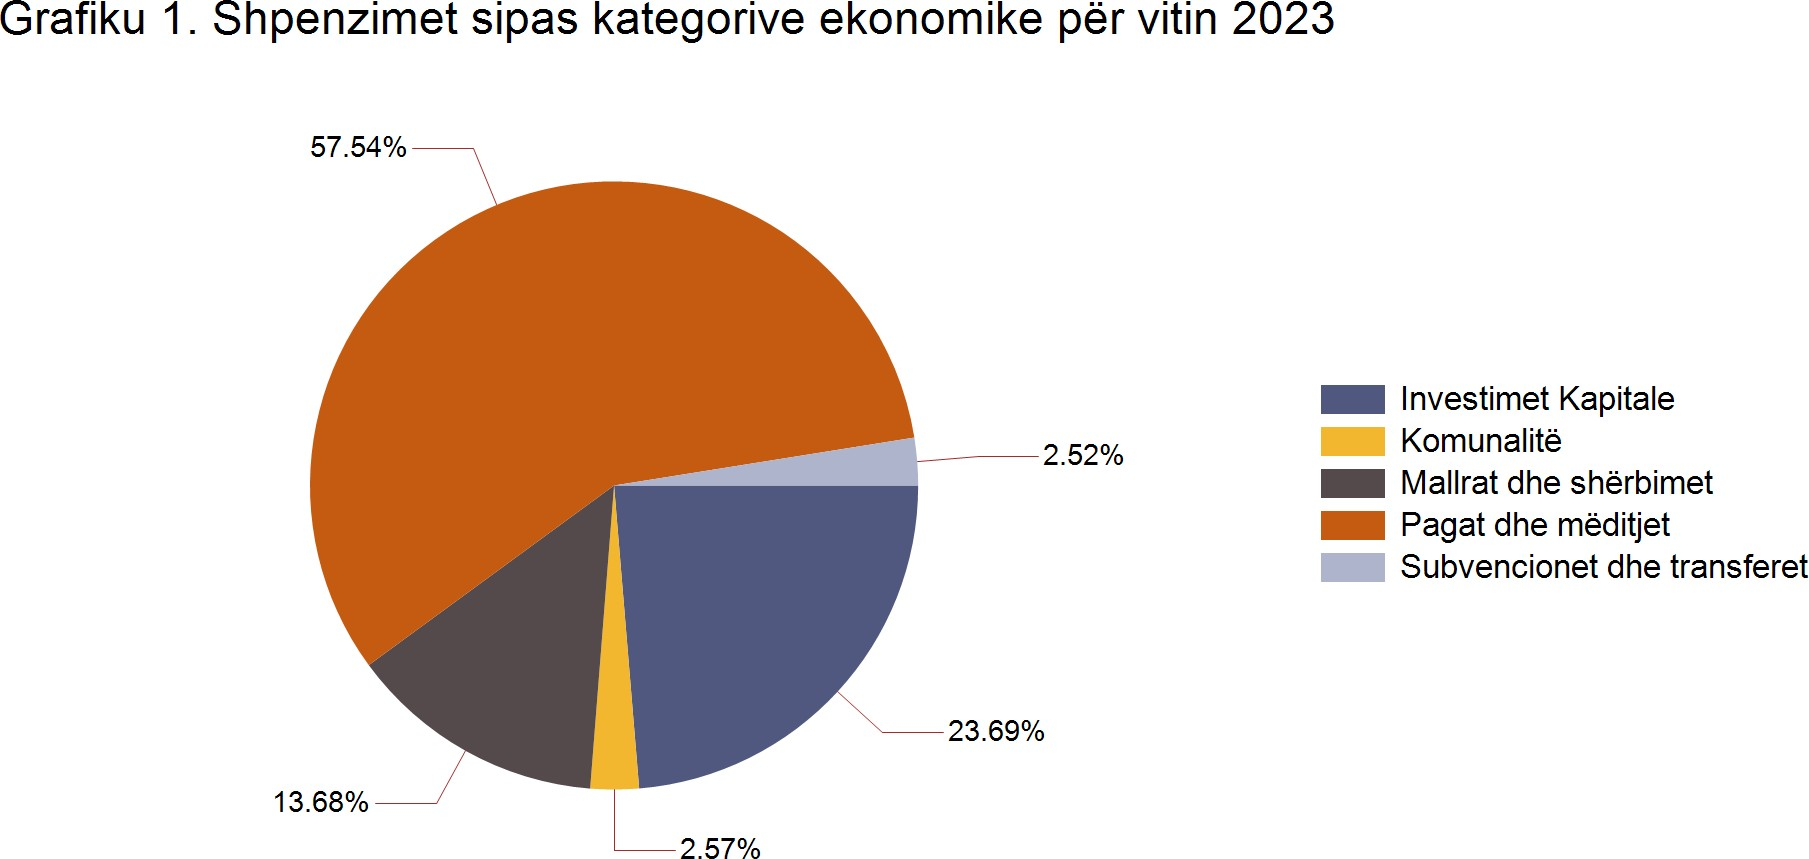 Grafiku 1. Shpenzimet sipas kategorive ekonomike për vitin 2023
57.54%
2.52%
23.69%
13.68%
2.57%
Investimet Kapitale
Komunalitë
Mallrat dhe shërbimet
Pagat dhe mëditjet
Subvencionet dhe transferet